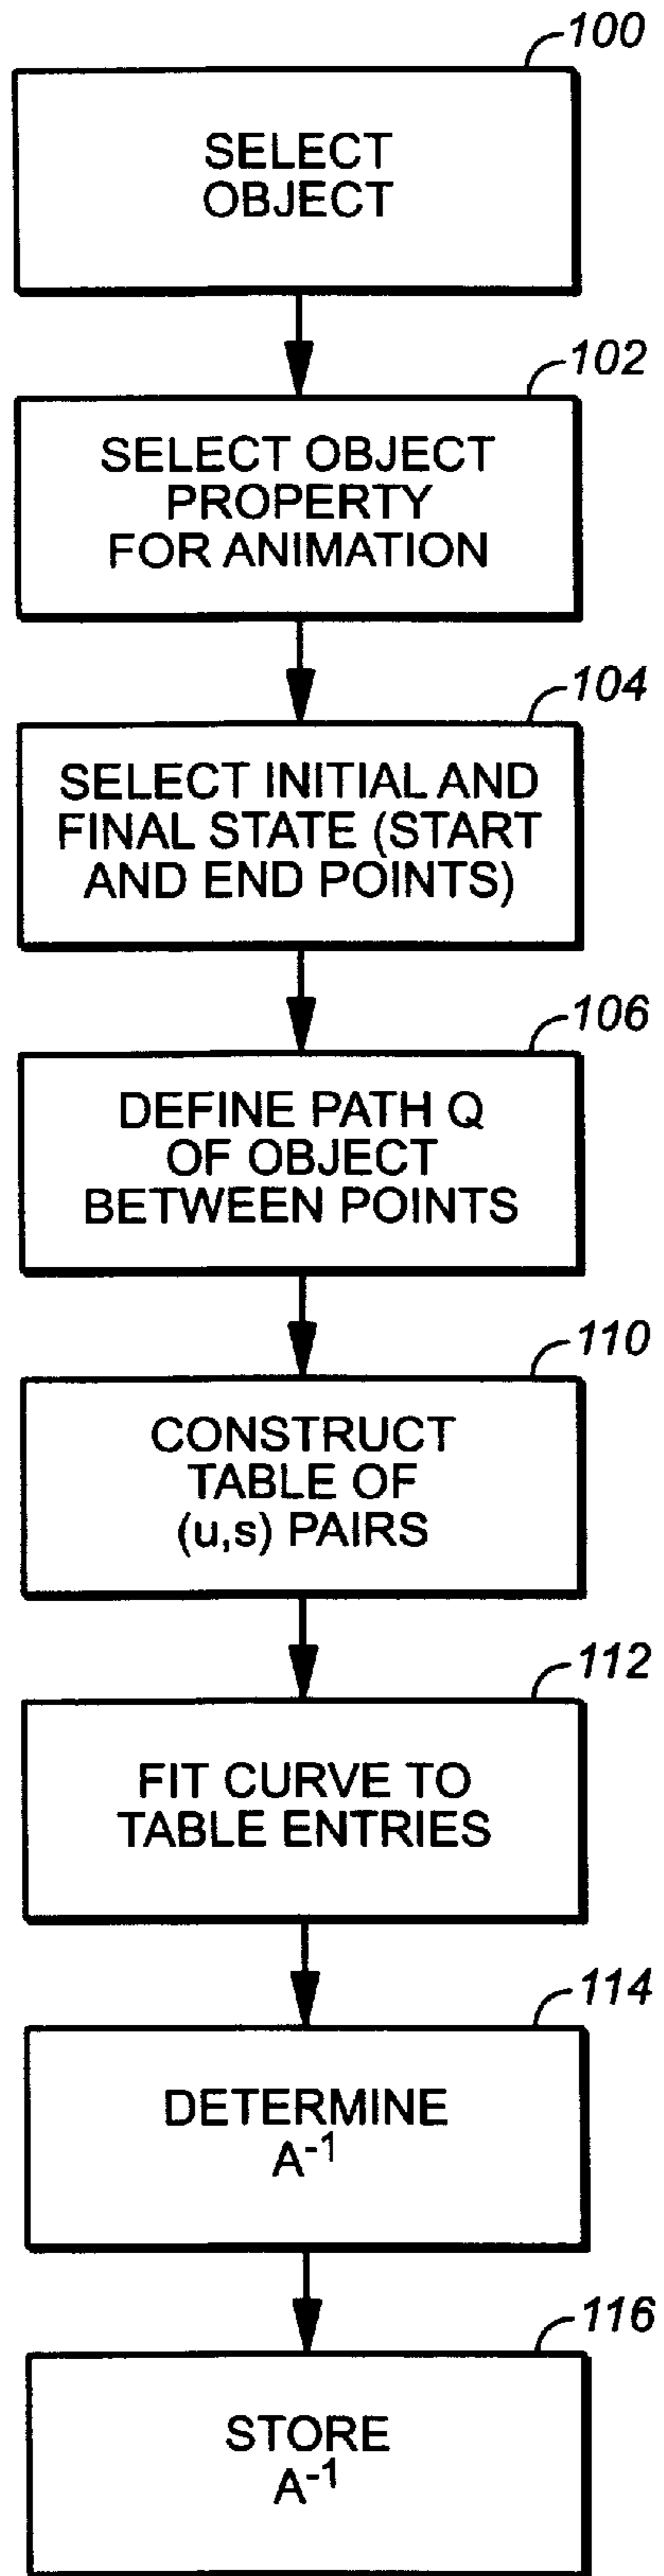 100
SELECT
OBJECT
102
SELECT OBJECT
PROPERTY
FOR ANIMATION
104
SELECT INITIAL AND
FINAL STATE (START
AND END POINTS)
106
DEFINE PATH Q
OF OBJECT
BETWEEN POINTS
110
CONSTRUCT
TABLE OF
(u,s) PAIRS
112
FIT CURVE TO
TABLE ENTRIES
114
DETERMINE
A⁻¹
116
STORE
A⁻¹